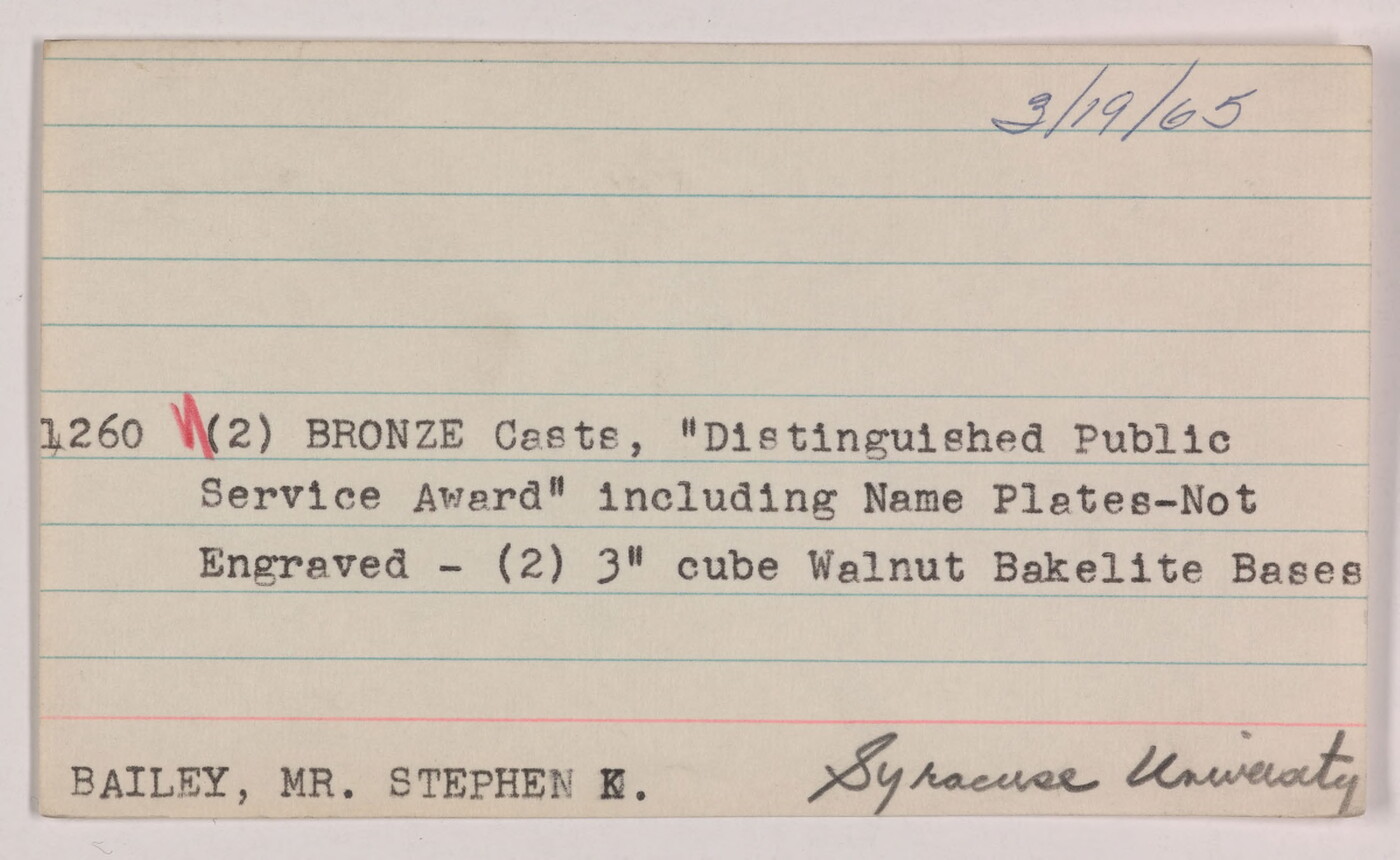 3/19/65
1260 (2) BRONZE Casts, "Distinguished Public
Service Award" including Name Plates-Not
Engraved - (2) 3" cube Walnut Bakelite Bases
BAILEY, MR. STEPHEN K. Syracuse University